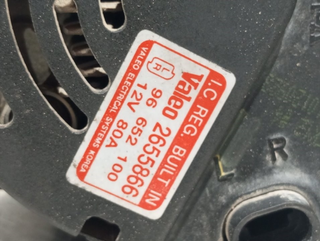 I.C REG. BUILT IN
Valeo 2655866
96 652 100
12V 80A
VALEO ELECTRICAL SYSTEMS KOREA
R
L R